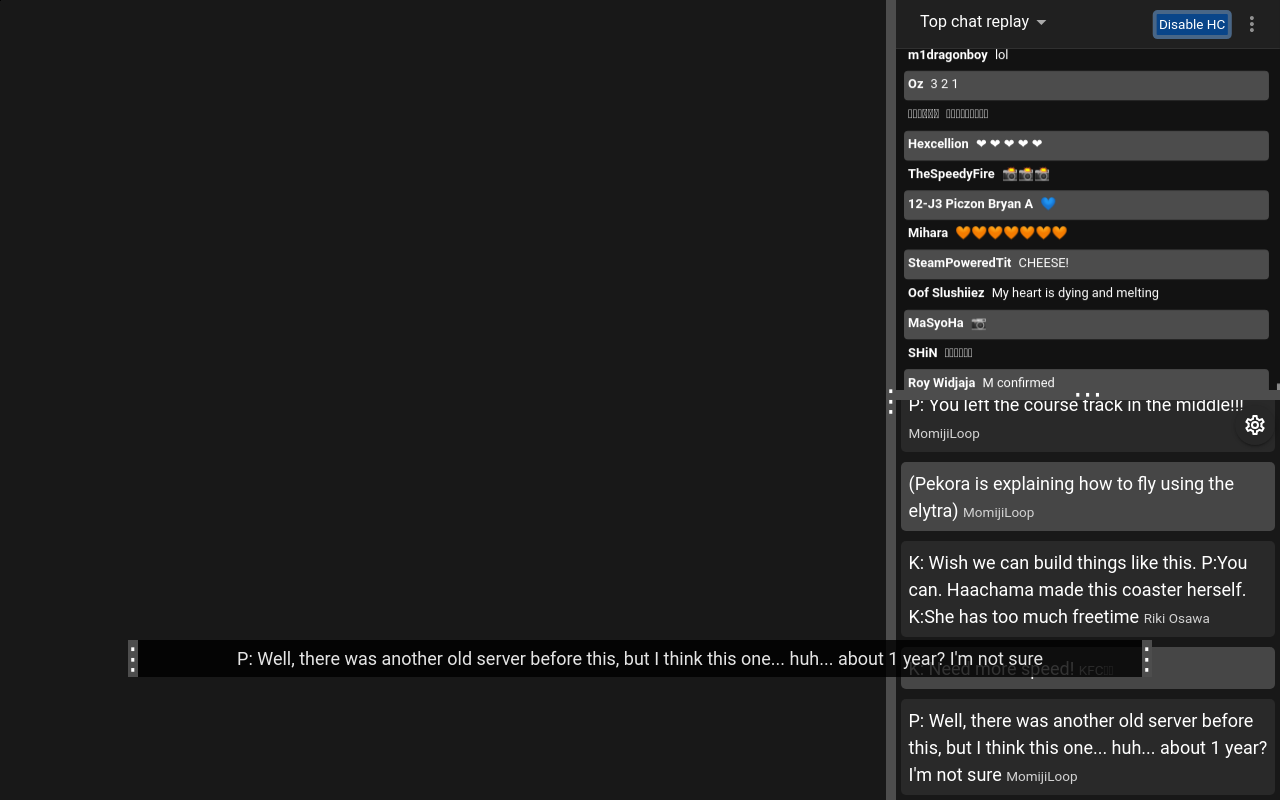 Top chat replay
Disable HC
m1dragonboy lol
Oz 3 2 1
Hexcellion ❤ ❤ ❤ ❤ ❤
TheSpeedyFire 📸📸📸
12-J3 Piczon Bryan A 💙
Mihara 🧡🧡🧡🧡🧡🧡🧡
SteamPoweredTit CHEESE!
Oof Slushiiez My heart is dying and melting
MaSyoHa 📷
SHiN
Roy Widjaja M confirmed
P: You left the course track in the middle!!!
MomijiLoop
(Pekora is explaining how to fly using the
elytra) MomijiLoop
K: Wish we can build things like this. P:You
can. Haachama made this coaster herself.
K:She has too much freetime Riki Osawa
P: Well, there was another old server before this, but I think this one... huh... about 1 year? I'm not sure
K: Need more speed! KFC
P: Well, there was another old server before
this, but I think this one... huh... about 1 year?
I'm not sure MomijiLoop